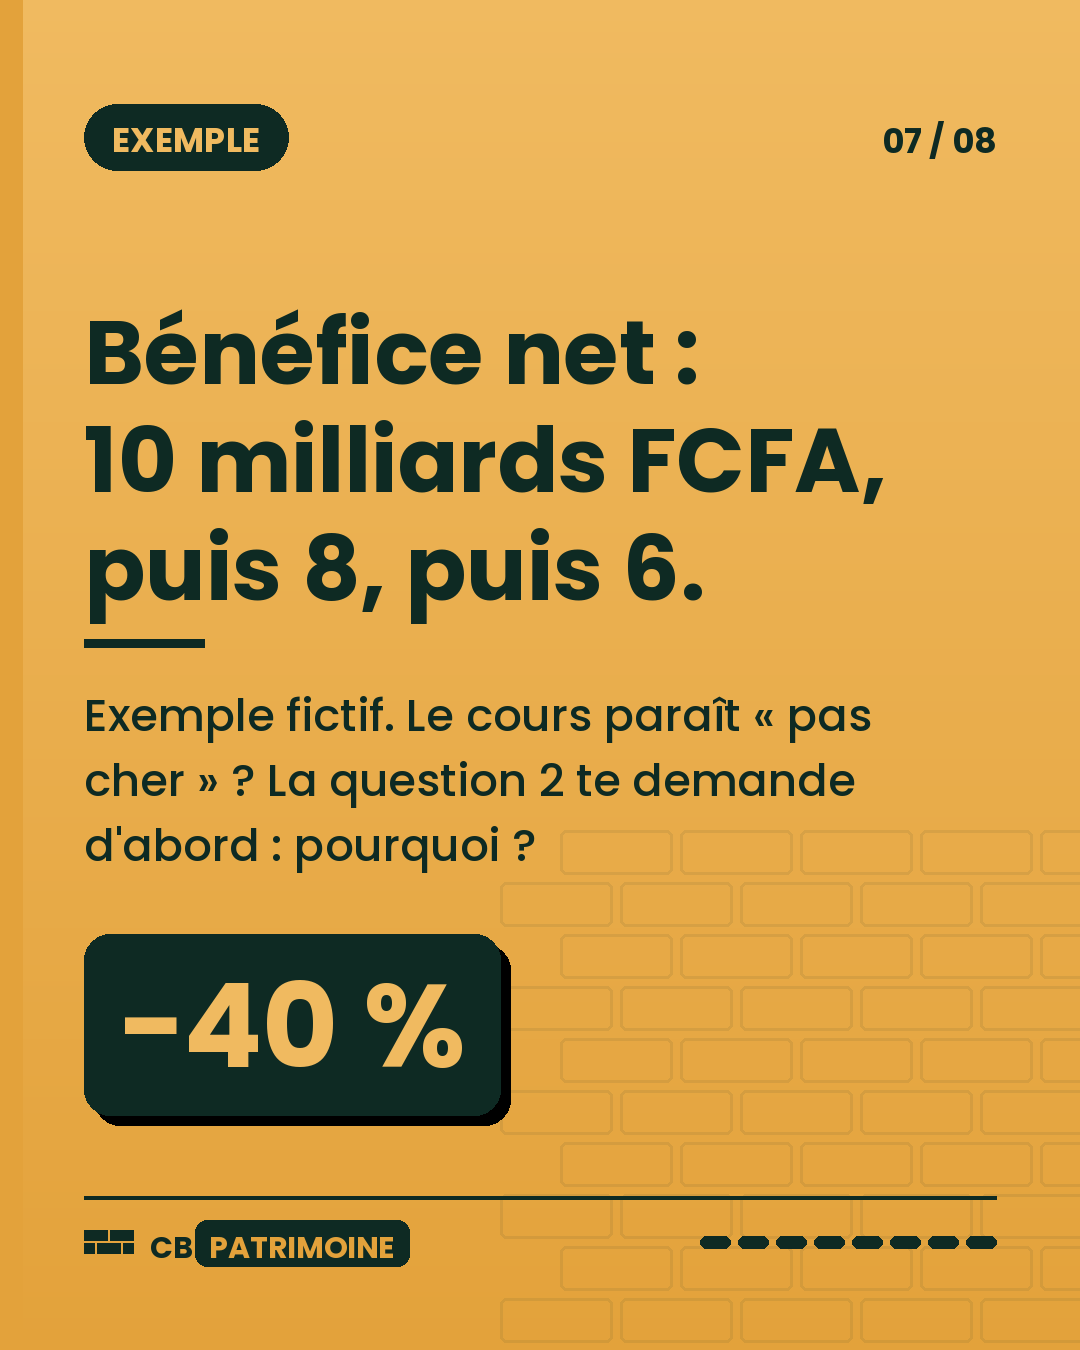 EXEMPLE
07 / 08
Bénéfice net :
10 milliards FCFA,
puis 8, puis 6.
Exemple fictif. Le cours paraît « pas
cher » ? La question 2 te demande
d'abord : pourquoi ?
−40 %
CB PATRIMOINE